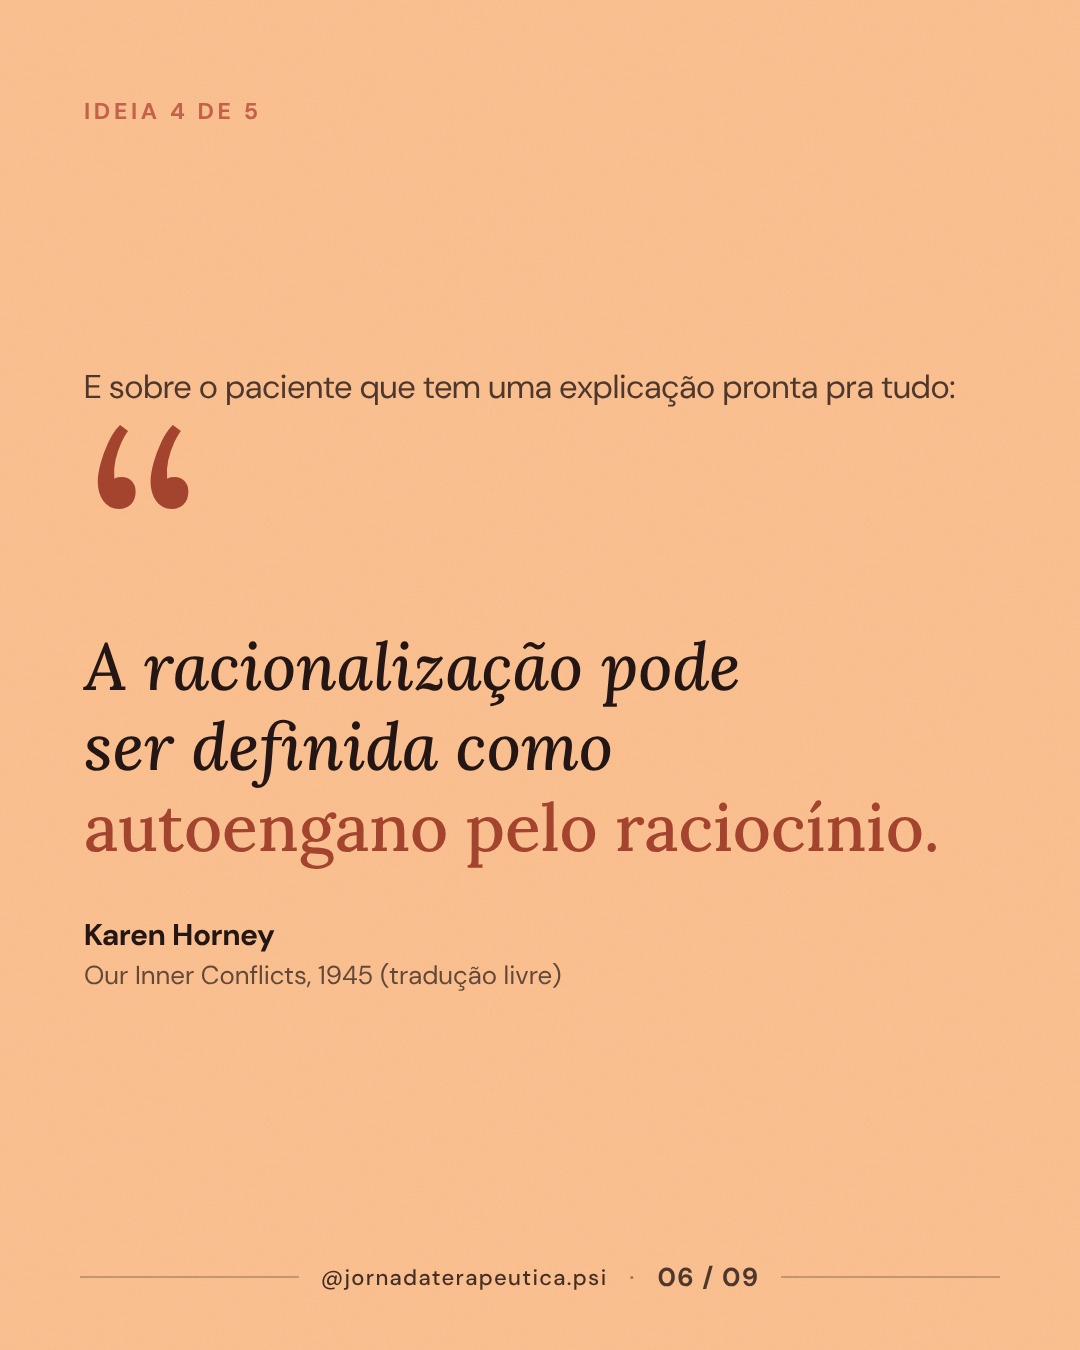 IDEIA 4 DE 5
E sobre o paciente que tem uma explicação pronta pra tudo:
“
A racionalização pode
ser definida como
autoengano pelo raciocínio.
Karen Horney
Our Inner Conflicts, 1945 (tradução livre)
@jornadaterapeutica.psi · 06 / 09